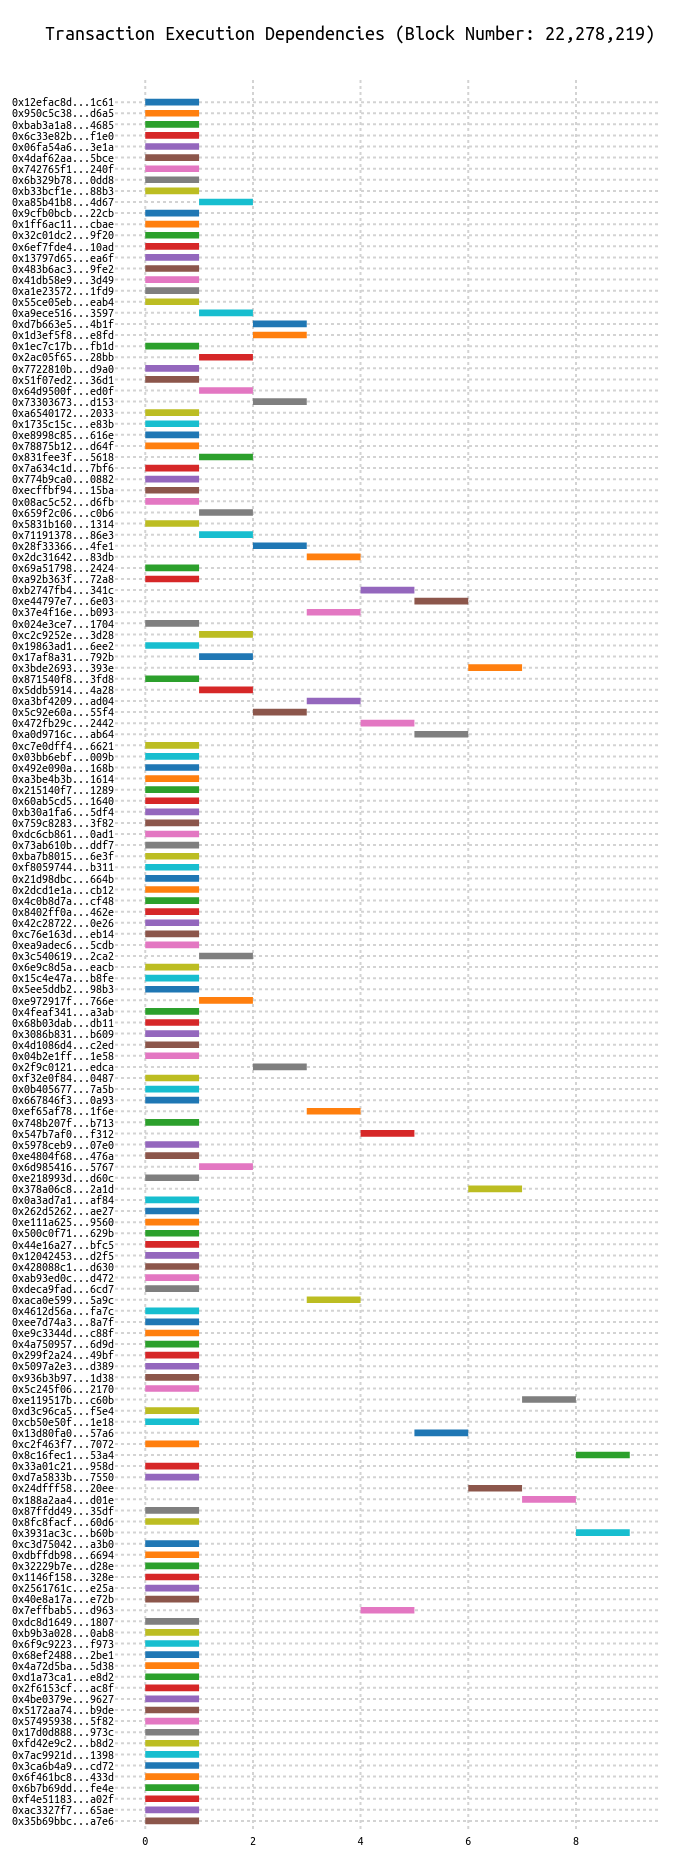 Transaction Execution Dependencies (Block Number: 22,278,219)
0x12efac8d...1c61
0x950c5c38...d6a5
0xbab3a1a8...4685
0x6c33e82b...f1e0
0x06fa54a6...3e1a
0x4daf62aa...5bce
0x742765f1...240f
0x6b329b78...0dd8
0xb33bcf1e...88b3
0xa85b41b8...4d67
0x9cfb0bcb...22cb
0x1ff6ac11...cbae
0x32c01dc2...9f20
0x6ef7fde4...10ad
0x13797d65...ea6f
0x483b6ac3...9fe2
0x41db58e9...3d49
0xa1e23572...1fd9
0x55ce05eb...eab4
0xa9ece516...3597
0xd7b663e5...4b1f
0x1d3ef5f8...e8fd
0x1ec7c17b...fb1d
0x2ac05f65...28bb
0x7722810b...d9a0
0x51f07ed2...36d1
0x64d9500f...ed0f
0x73303673...d153
0xa6540172...2033
0x1735c15c...e83b
0xe8998c85...616e
0x78875b12...d64f
0x831fee3f...5618
0x7a634c1d...7bf6
0x774b9ca0...0882
0xecffbf94...15ba
0x08ac5c52...d6fb
0x659f2c06...c0b6
0x5831b160...1314
0x71191378...86e3
0x28f33366...4fe1
0x2dc31642...83db
0x69a51798...2424
0xa92b363f...72a8
0xb2747fb4...341c
0xe44797e7...6e03
0x37e4f16e...b093
0x024e3ce7...1704
0xc2c9252e...3d28
0x19863ad1...6ee2
0x17af8a31...792b
0x3bde2693...393e
0x871540f8...3fd8
0x5ddb5914...4a28
0xa3bf4209...ad04
0x5c92e60a...55f4
0x472fb29c...2442
0xa0d9716c...ab64
0xc7e0dff4...6621
0x03bb6ebf...009b
0x492e090a...168b
0xa3be4b3b...1614
0x215140f7...1289
0x60ab5cd5...1640
0xb30a1fa6...5df4
0x759c8283...3f82
0xdc6cb861...0ad1
0x73ab610b...ddf7
0xba7b8015...6e3f
0xf8059744...b311
0x21d98dbc...664b
0x2dcd1e1a...cb12
0x4c0b8d7a...cf48
0x8402ff0a...462e
0x42c28722...0e26
0xc76e163d...eb14
0xea9adec6...5cdb
0x3c540619...2ca2
0x6e9c8d5a...eacb
0x15c4e47a...b8fe
0x5ee5ddb2...98b3
0xe972917f...766e
0x4feaf341...a3ab
0x68b03dab...db11
0x3086b831...b609
0x4d1086d4...c2ed
0x04b2e1ff...1e58
0x2f9c0121...edca
0xf32e0f84...0487
0x0b405677...7a5b
0x667846f3...0a93
0xef65af78...1f6e
0x748b207f...b713
0x547b7af0...f312
0x5978ceb9...07e0
0xe4804f68...476a
0x6d985416...5767
0xe218993d...d60c
0x378a06c8...2a1d
0x0a3ad7a1...af84
0x262d5262...ae27
0xe111a625...9560
0x500c0f71...629b
0x44e16a27...bfc5
0x12042453...d2f5
0x428088c1...d630
0xab93ed0c...d472
0xdeca9fad...6cd7
0xaca0e599...5a9c
0x4612d56a...fa7c
0xee7d74a3...8a7f
0xe9c3344d...c88f
0x4a750957...6d9d
0x299f2a24...49bf
0x5097a2e3...d389
0x936b3b97...1d38
0x5c245f06...2170
0xe119517b...c60b
0xd3c96ca5...f5e4
0xcb50e50f...1e18
0x13d80fa0...57a6
0xc2f463f7...7072
0x8c16fec1...53a4
0x33a01c21...958d
0xd7a5833b...7550
0x24dfff58...20ee
0x188a2aa4...d01e
0x87ffdd49...35df
0x8fc8facf...60d6
0x3931ac3c...b60b
0xc3d75042...a3b0
0xdbffdb98...6694
0x32229b7e...d28e
0x1146f158...328e
0x2561761c...e25a
0x40e8a17a...e72b
0x7effbab5...d963
0xdc8d1649...1807
0xb9b3a028...0ab8
0x6f9c9223...f973
0x68ef2488...2be1
0x4a72d5ba...5d38
0xd1a73ca1...e8d2
0x2f6153cf...ac8f
0x4be0379e...9627
0x5172aa74...b9de
0x57495938...5f82
0x17d0d888...973c
0xfd42e9c2...b8d2
0x7ac9921d...1398
0x3ca6b4a9...cd72
0x6f461bc8...433d
0x6b7b69dd...fe4e
0xf4e51183...a02f
0xac3327f7...65ae
0x35b69bbc...a7e6
0 2 4 6 8